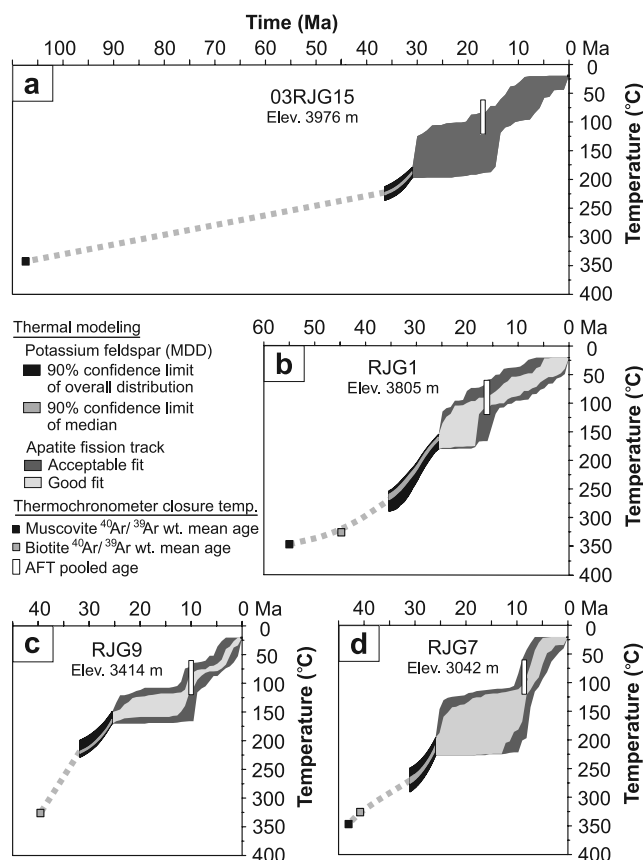 Time (Ma)
100 90 80 70 60 50 40 30 20 10 0 Ma
a
03RJG15
Elev. 3976 m
0
50
100
150
200
250
300
350
400
Temperature (°C)
Thermal modeling
Potassium feldspar (MDD)
90% confidence limit
of overall distribution
90% confidence limit
of median
Apatite fission track
Acceptable fit
Good fit
Thermochronometer closure temp.
Muscovite ⁴⁰Ar/ ³⁹Ar wt. mean age
Biotite ⁴⁰Ar/ ³⁹Ar wt. mean age
AFT pooled age
60 50 40 30 20 10 0 Ma
b
RJG1
Elev. 3805 m
0
50
100
150
200
250
300
350
400
Temperature (°C)
40 30 20 10 0 Ma
c
RJG9
Elev. 3414 m
0
50
100
150
200
250
300
350
400
Temperature (°C)
40 30 20 10 0 Ma
d
RJG7
Elev. 3042 m
0
50
100
150
200
250
300
350
400
Temperature (°C)